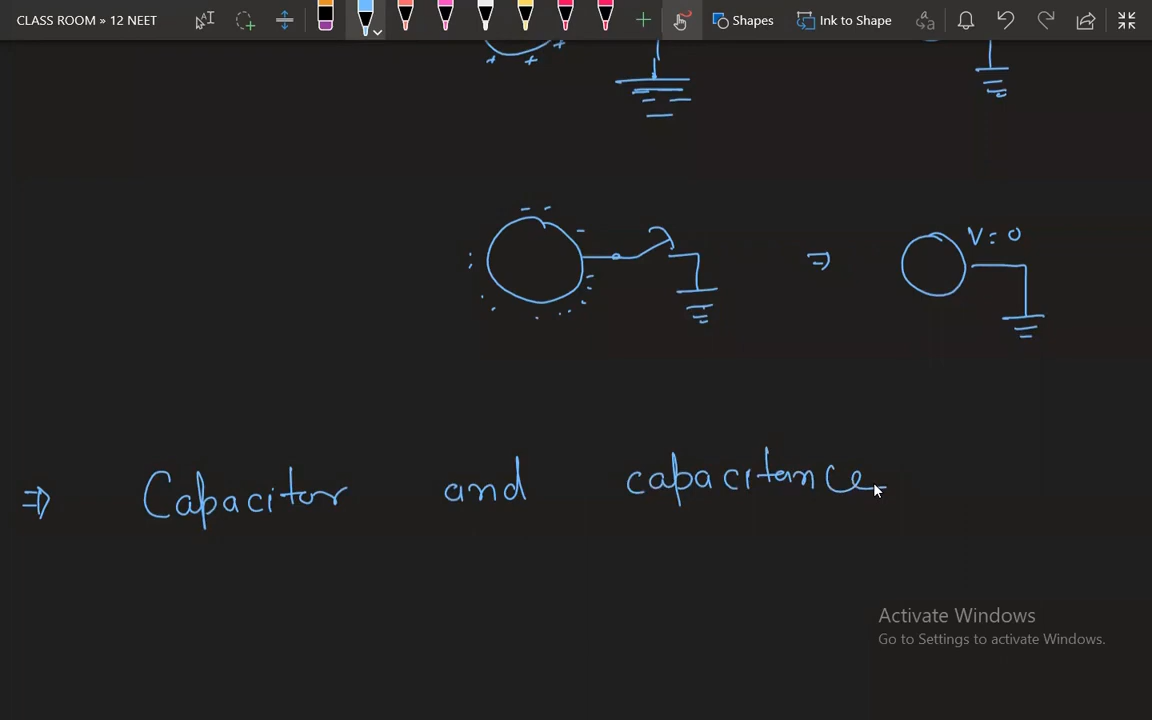 CLASS ROOM » 12 NEET
Shapes
Ink to Shape
V = 0
⇒ Capacitor and capacitance
Activate Windows
Go to Settings to activate Windows.